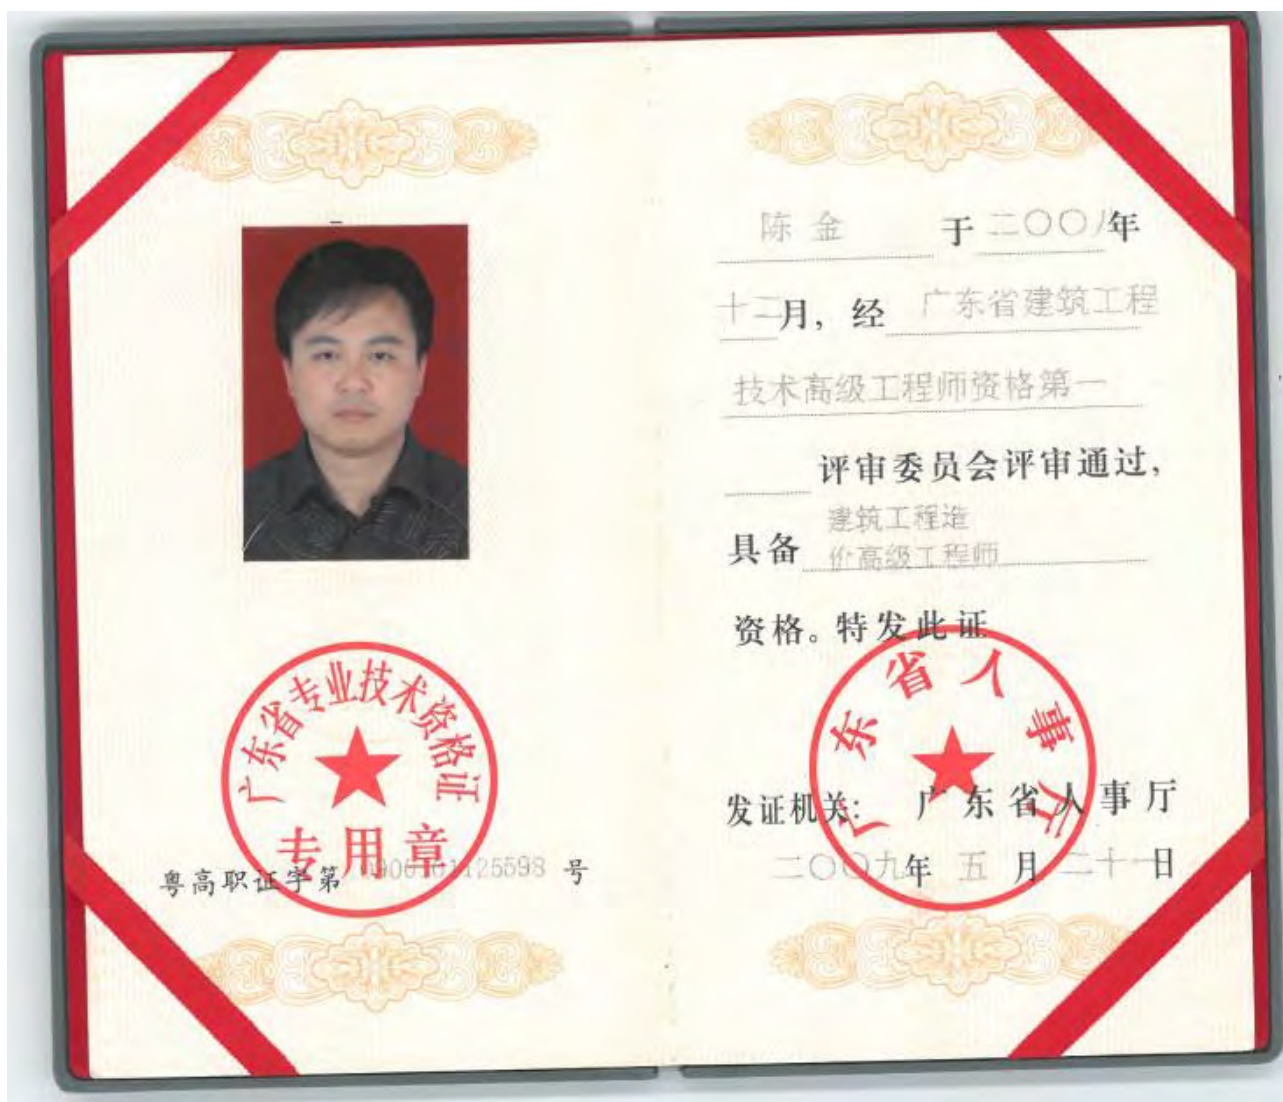 广东省专业技术资格证
专用章
粤高职证字第 0900101125598 号
陈金 于二〇〇八年
十二月，经 广东省建筑工程
技术高级工程师资格第一
评审委员会评审通过，
具备 建筑工程造
价高级工程师
资格。特发此证
广东省人事厅
发证机关： 广东省人事厅
二〇〇九年 五 月 二十一日